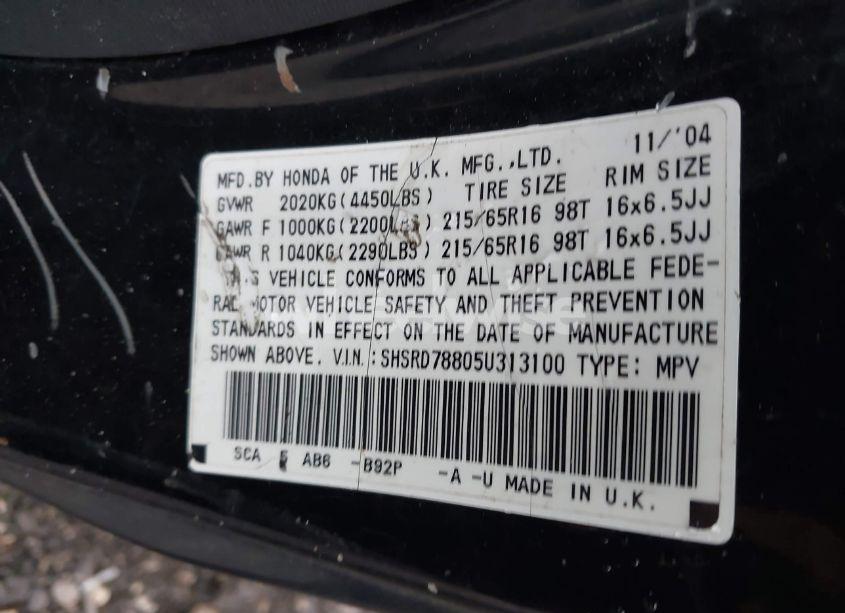 MFD.BY HONDA OF THE U.K. MFG.,LTD. 11/'04
GVWR 2020KG(4450LBS) TIRE SIZE RIM SIZE
GAWR F 1000KG(2200LBS) 215/65R16 98T 16x6.5JJ
GAWR R 1040KG(2290LBS) 215/65R16 98T 16x6.5JJ
THIS VEHICLE CONFORMS TO ALL APPLICABLE FEDE-
RAL MOTOR VEHICLE SAFETY AND THEFT PREVENTION
STANDARDS IN EFFECT ON THE DATE OF MANUFACTURE
SHOWN ABOVE. V.I.N.:SHSRD78805U313100 TYPE: MPV
SCA AB6 -B92P -A -U MADE IN U.K.